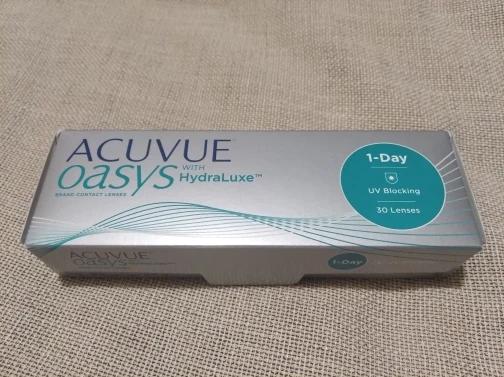 ACUVUE
oasys WITH HydraLuxe™
BRAND CONTACT LENSES
1-Day
UV Blocking
30 Lenses
ACUVUE
oasys
1-Day